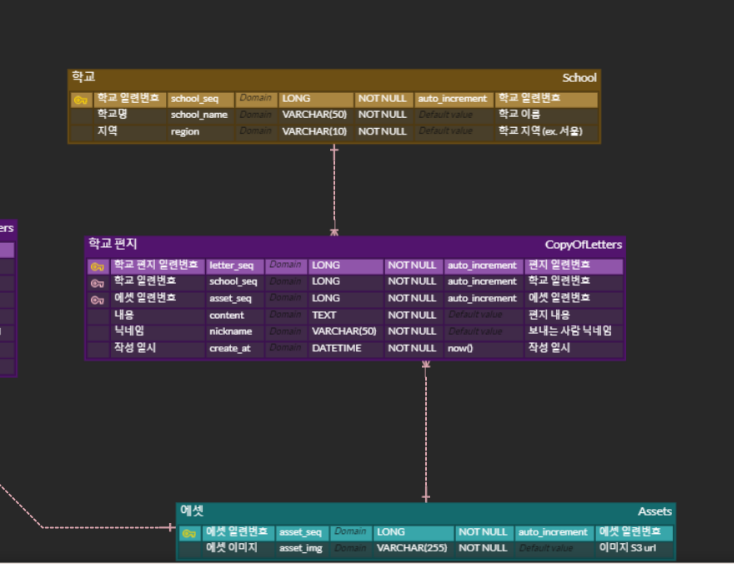 학교 School
학교 일련번호 school_seq Domain LONG NOT NULL auto_increment 학교 일련번호
학교명 school_name Domain VARCHAR(50) NOT NULL Default value 학교 이름
지역 region Domain VARCHAR(10) NOT NULL Default value 학교 지역 (ex. 서울)
ers
학교 편지 CopyOfLetters
학교 편지 일련번호 letter_seq Domain LONG NOT NULL auto_increment 편지 일련번호
학교 일련번호 school_seq Domain LONG NOT NULL auto_increment 학교 일련번호
에셋 일련번호 asset_seq Domain LONG NOT NULL auto_increment 에셋 일련번호
내용 content Domain TEXT NOT NULL Default value 편지 내용
닉네임 nickname Domain VARCHAR(50) NOT NULL Default value 보내는 사람 닉네임
작성 일시 create_at Domain DATETIME NOT NULL now() 작성 일시
에셋 Assets
에셋 일련번호 asset_seq Domain LONG NOT NULL auto_increment 에셋 일련번호
에셋 이미지 asset_img Domain VARCHAR(255) NOT NULL Default value 이미지 S3 url